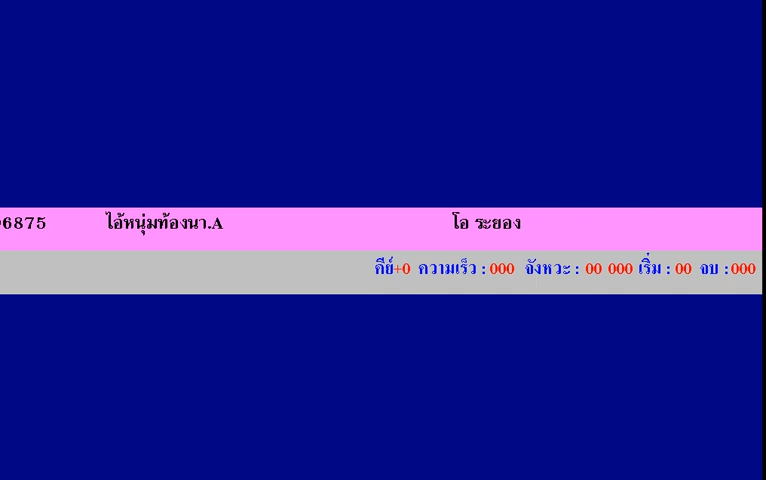 6875 ไอ้หนุ่มท้องนา.A โอ ระยอง
คีย์+0 ความเร็ว : 000 จังหวะ : 00 000 เริ่ม : 00 จบ : 000